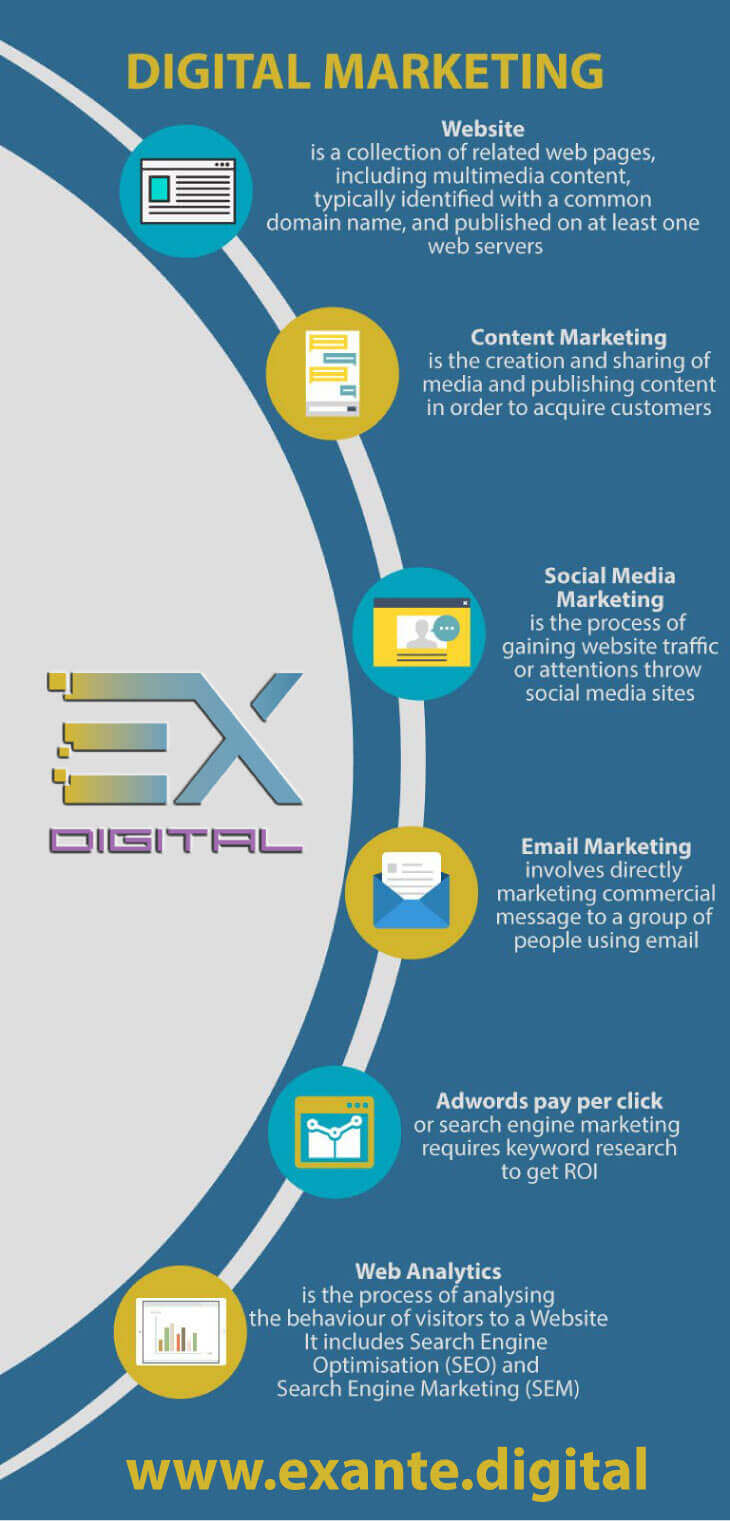 DIGITAL MARKETING
Website
is a collection of related web pages,
including multimedia content,
typically identified with a common
domain name, and published on at least one
web servers
Content Marketing
is the creation and sharing of
media and publishing content
in order to acquire customers
Social Media
Marketing
is the process of
gaining website traffic
or attentions throw
social media sites
EX
DIGITAL
Email Marketing
involves directly
marketing commercial
message to a group of
people using email
Adwords pay per click
or search engine marketing
requires keyword research
to get ROI
Web Analytics
is the process of analysing
the behaviour of visitors to a Website
It includes Search Engine
Optimisation (SEO) and
Search Engine Marketing (SEM)
www.exante.digital